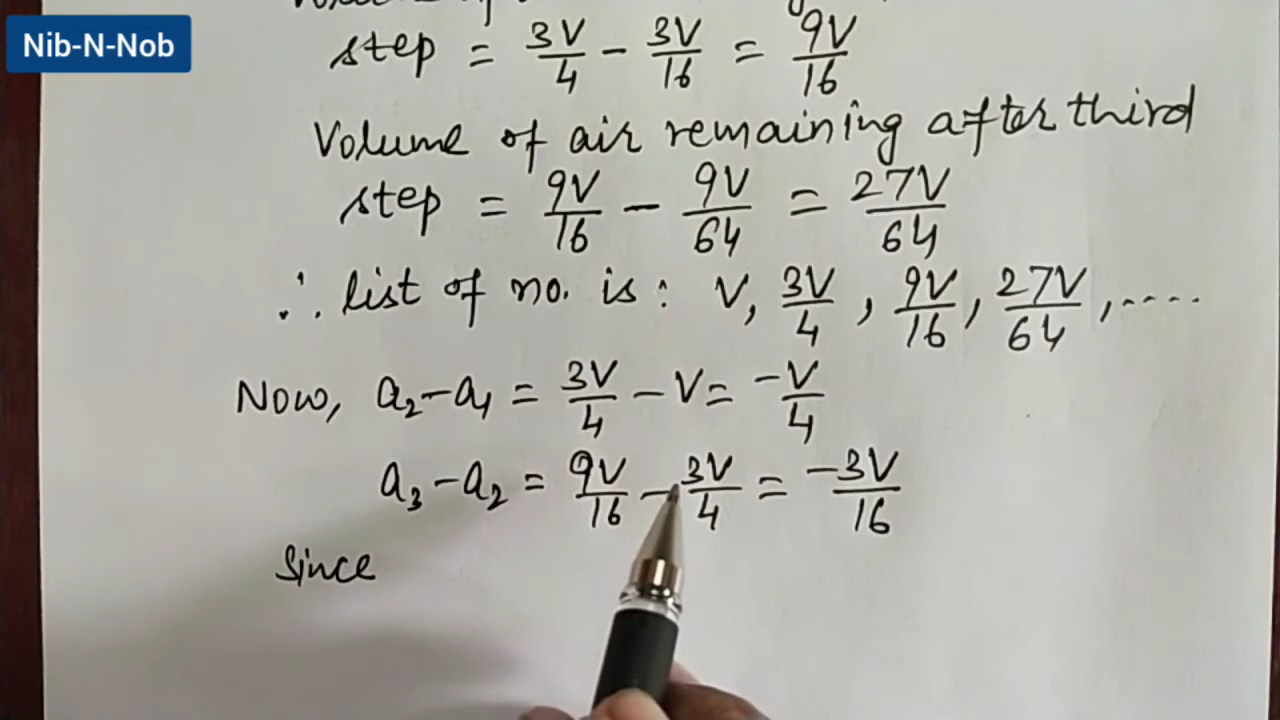 Nib-N-Nob
step = 3V/4 - 3V/16 = 9V/16
Volume of air remaining after third
step = 9V/16 - 9V/64 = 27V/64
∴ list of no. is : V, 3V/4, 9V/16, 27V/64, ....
Now, a₂-a₁ = 3V/4 - V = -V/4
a₃-a₂ = 9V/16 - 3V/4 = -3V/16
Since